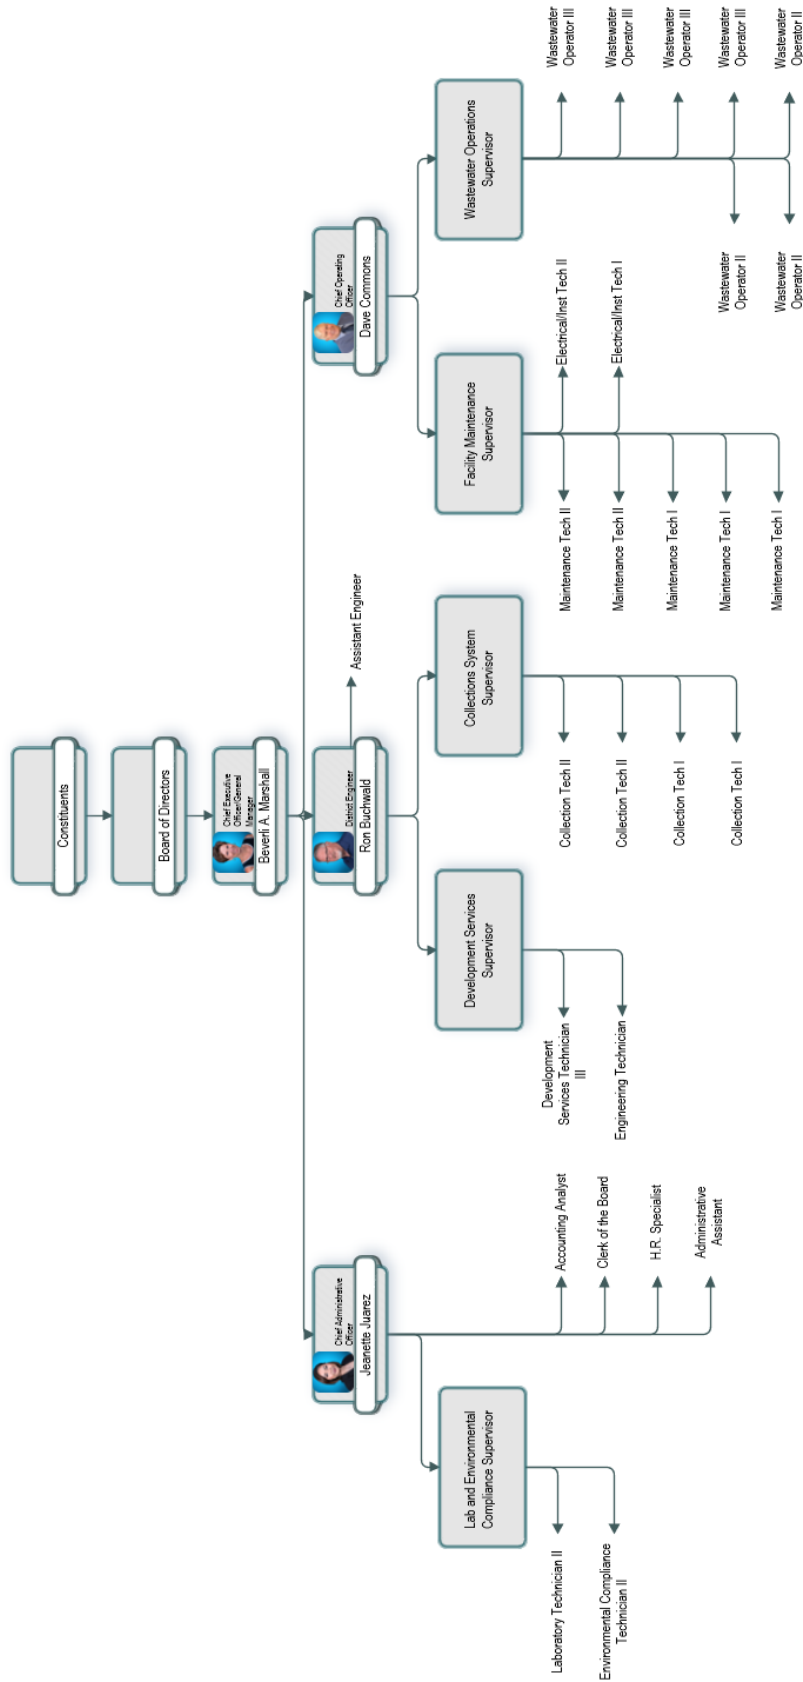 Constituents
Board of Directors
Chief Executive
Officer/General
Manager
Beverli A. Marshall
Chief Administrative
Officer
Jeanette Juarez
District Engineer
Ron Buchwald
Chief Operating
Officer
Dave Commons
Assistant Engineer
Lab and Environmental
Compliance Supervisor
Development Services
Supervisor
Collections System
Supervisor
Facility Maintenance
Supervisor
Wastewater Operations
Supervisor
Laboratory Technician II
Environmental Compliance
Technician II
Accounting Analyst
Clerk of the Board
H.R. Specialist
Administrative
Assistant
Development
Services Technician
III
Engineering Technician
Collection Tech II
Collection Tech II
Collection Tech I
Collection Tech I
Maintenance Tech II
Maintenance Tech II
Maintenance Tech I
Maintenance Tech I
Maintenance Tech I
Electrical/Inst Tech II
Electrical/Inst Tech I
Wastewater
Operator II
Wastewater
Operator II
Wastewater
Operator III
Wastewater
Operator III
Wastewater
Operator III
Wastewater
Operator III
Wastewater
Operator II